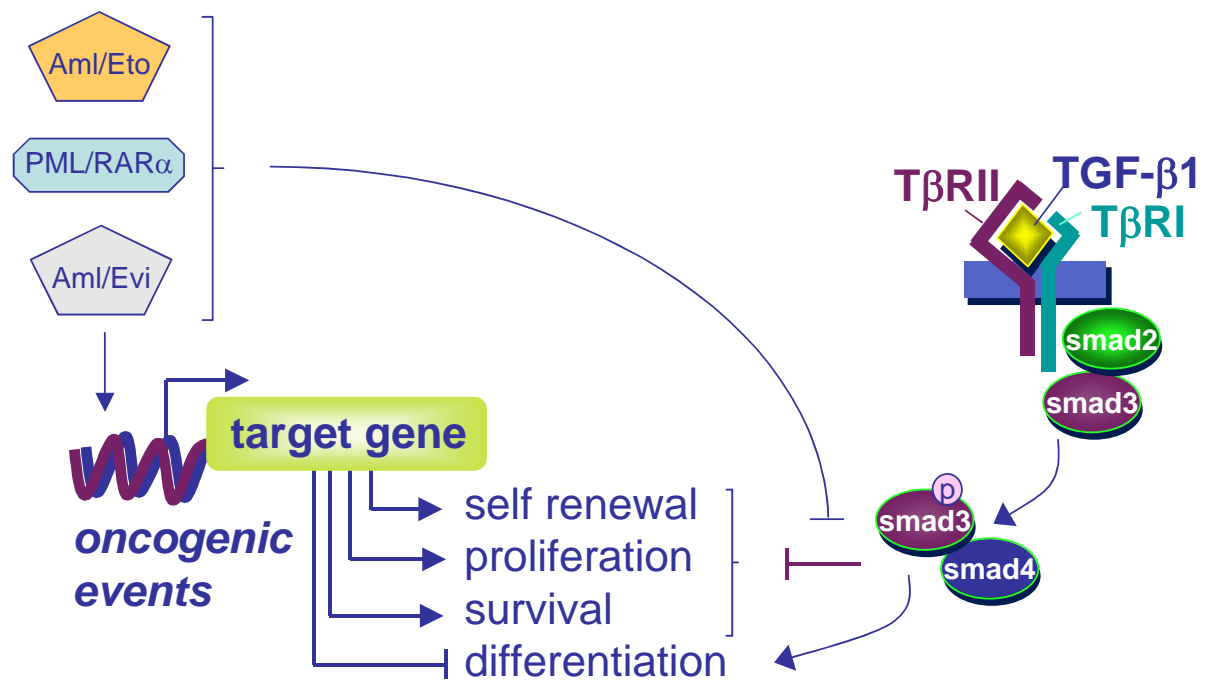 Aml/Eto
PML/RARα
Aml/Evi
target gene
oncogenic
events
self renewal
proliferation
survival
differentiation
TβRII
TGF-β1
TβRI
smad2
smad3
p
smad3
smad4